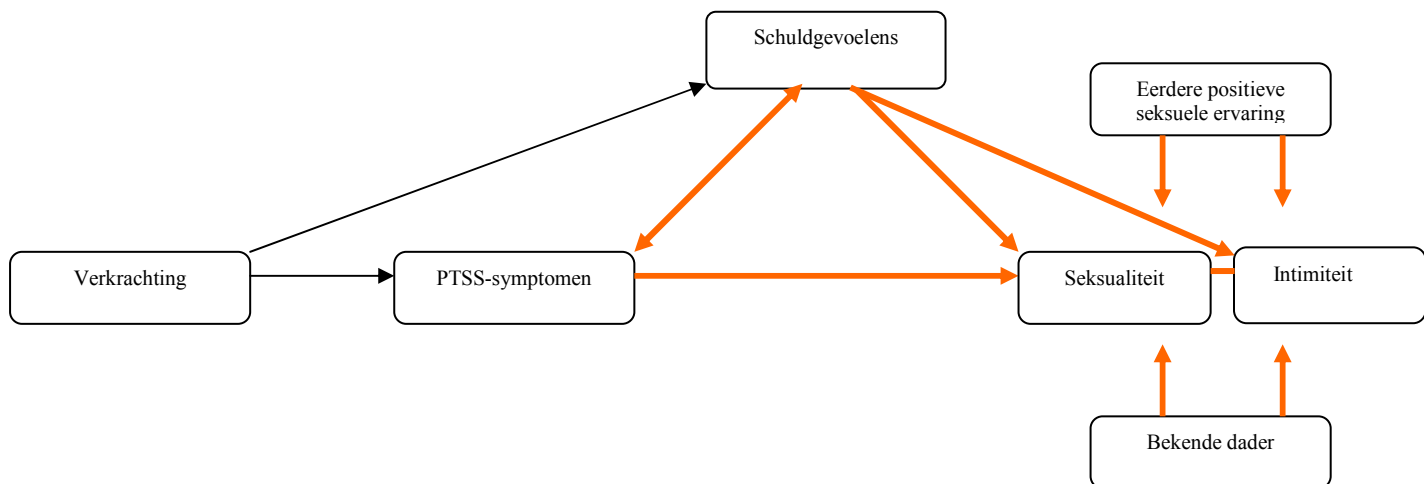 Schuldgevoelens
Eerdere positieve
seksuele ervaring
Verkrachting
PTSS-symptomen
Seksualiteit
Intimiteit
Bekende dader